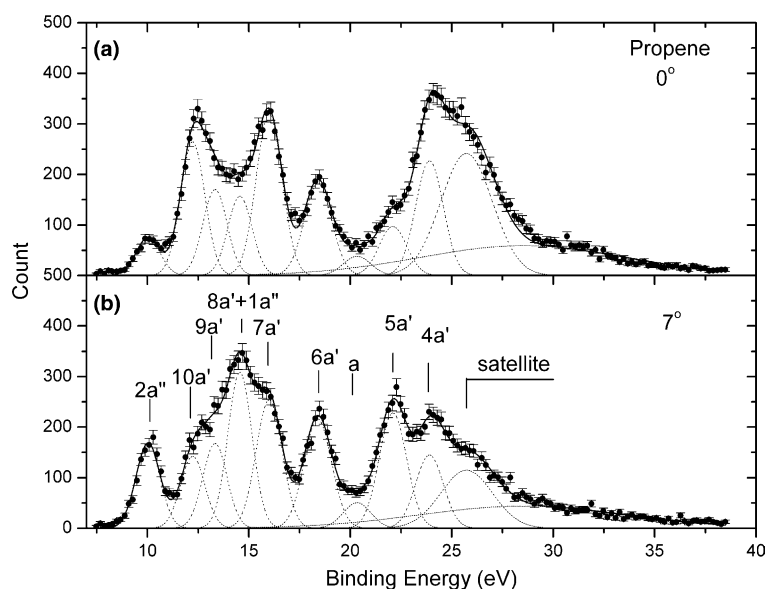 (a)
Propene
0°
500
400
300
200
100
500
(b)
7°
8a'+1a"
9a'
7a'
5a'
4a'
6a'
a
satellite
2a"
10a'
400
300
200
100
0
10
15
20
25
30
35
40
Count
Binding Energy (eV)